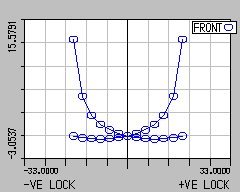 FRONT
15.5791
-3.0537
-33.0000 33.0000
-VE LOCK +VE LOCK